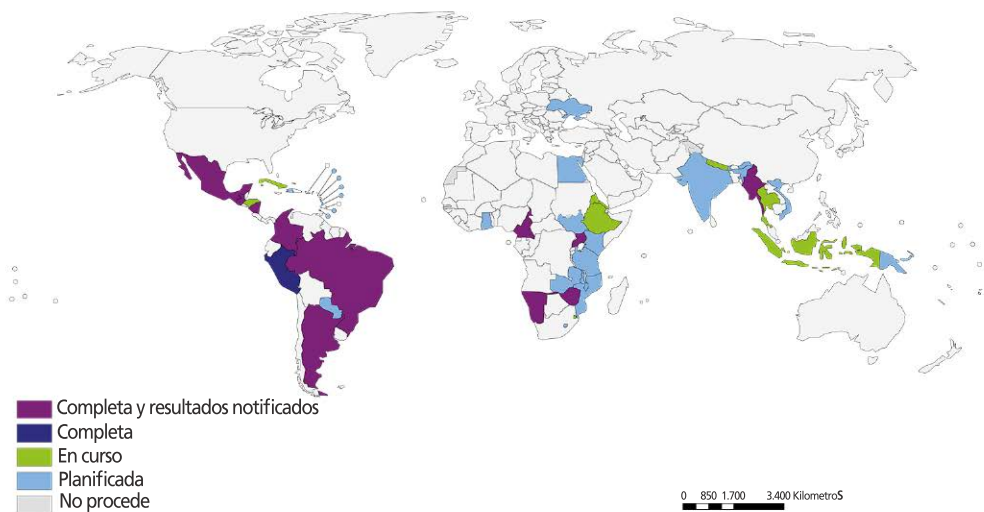 Completa y resultados notificados
Completa
En curso
Planificada
No procede
0 850 1.700 3.400 KilometroS